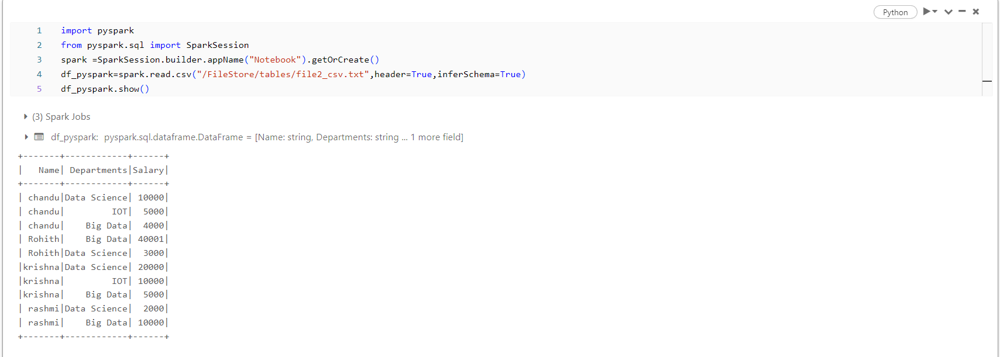 Python
1 import pyspark
2 from pyspark.sql import SparkSession
3 spark =SparkSession.builder.appName("Notebook").getOrCreate()
4 df_pyspark=spark.read.csv("/FileStore/tables/file2_csv.txt",header=True,inferSchema=True)
5 df_pyspark.show()
(3) Spark Jobs
df_pyspark: pyspark.sql.dataframe.DataFrame = [Name: string, Departments: string ... 1 more field]
+-------+------------+------+
|   Name| Departments|Salary|
+-------+------------+------+
| chandu|Data Science| 10000|
| chandu|         IOT|  5000|
| chandu|    Big Data|  4000|
| Rohith|    Big Data| 40001|
| Rohith|Data Science|  3000|
|krishna|Data Science| 20000|
|krishna|         IOT| 10000|
|krishna|    Big Data|  5000|
| rashmi|Data Science|  2000|
| rashmi|    Big Data| 10000|
+-------+------------+------+